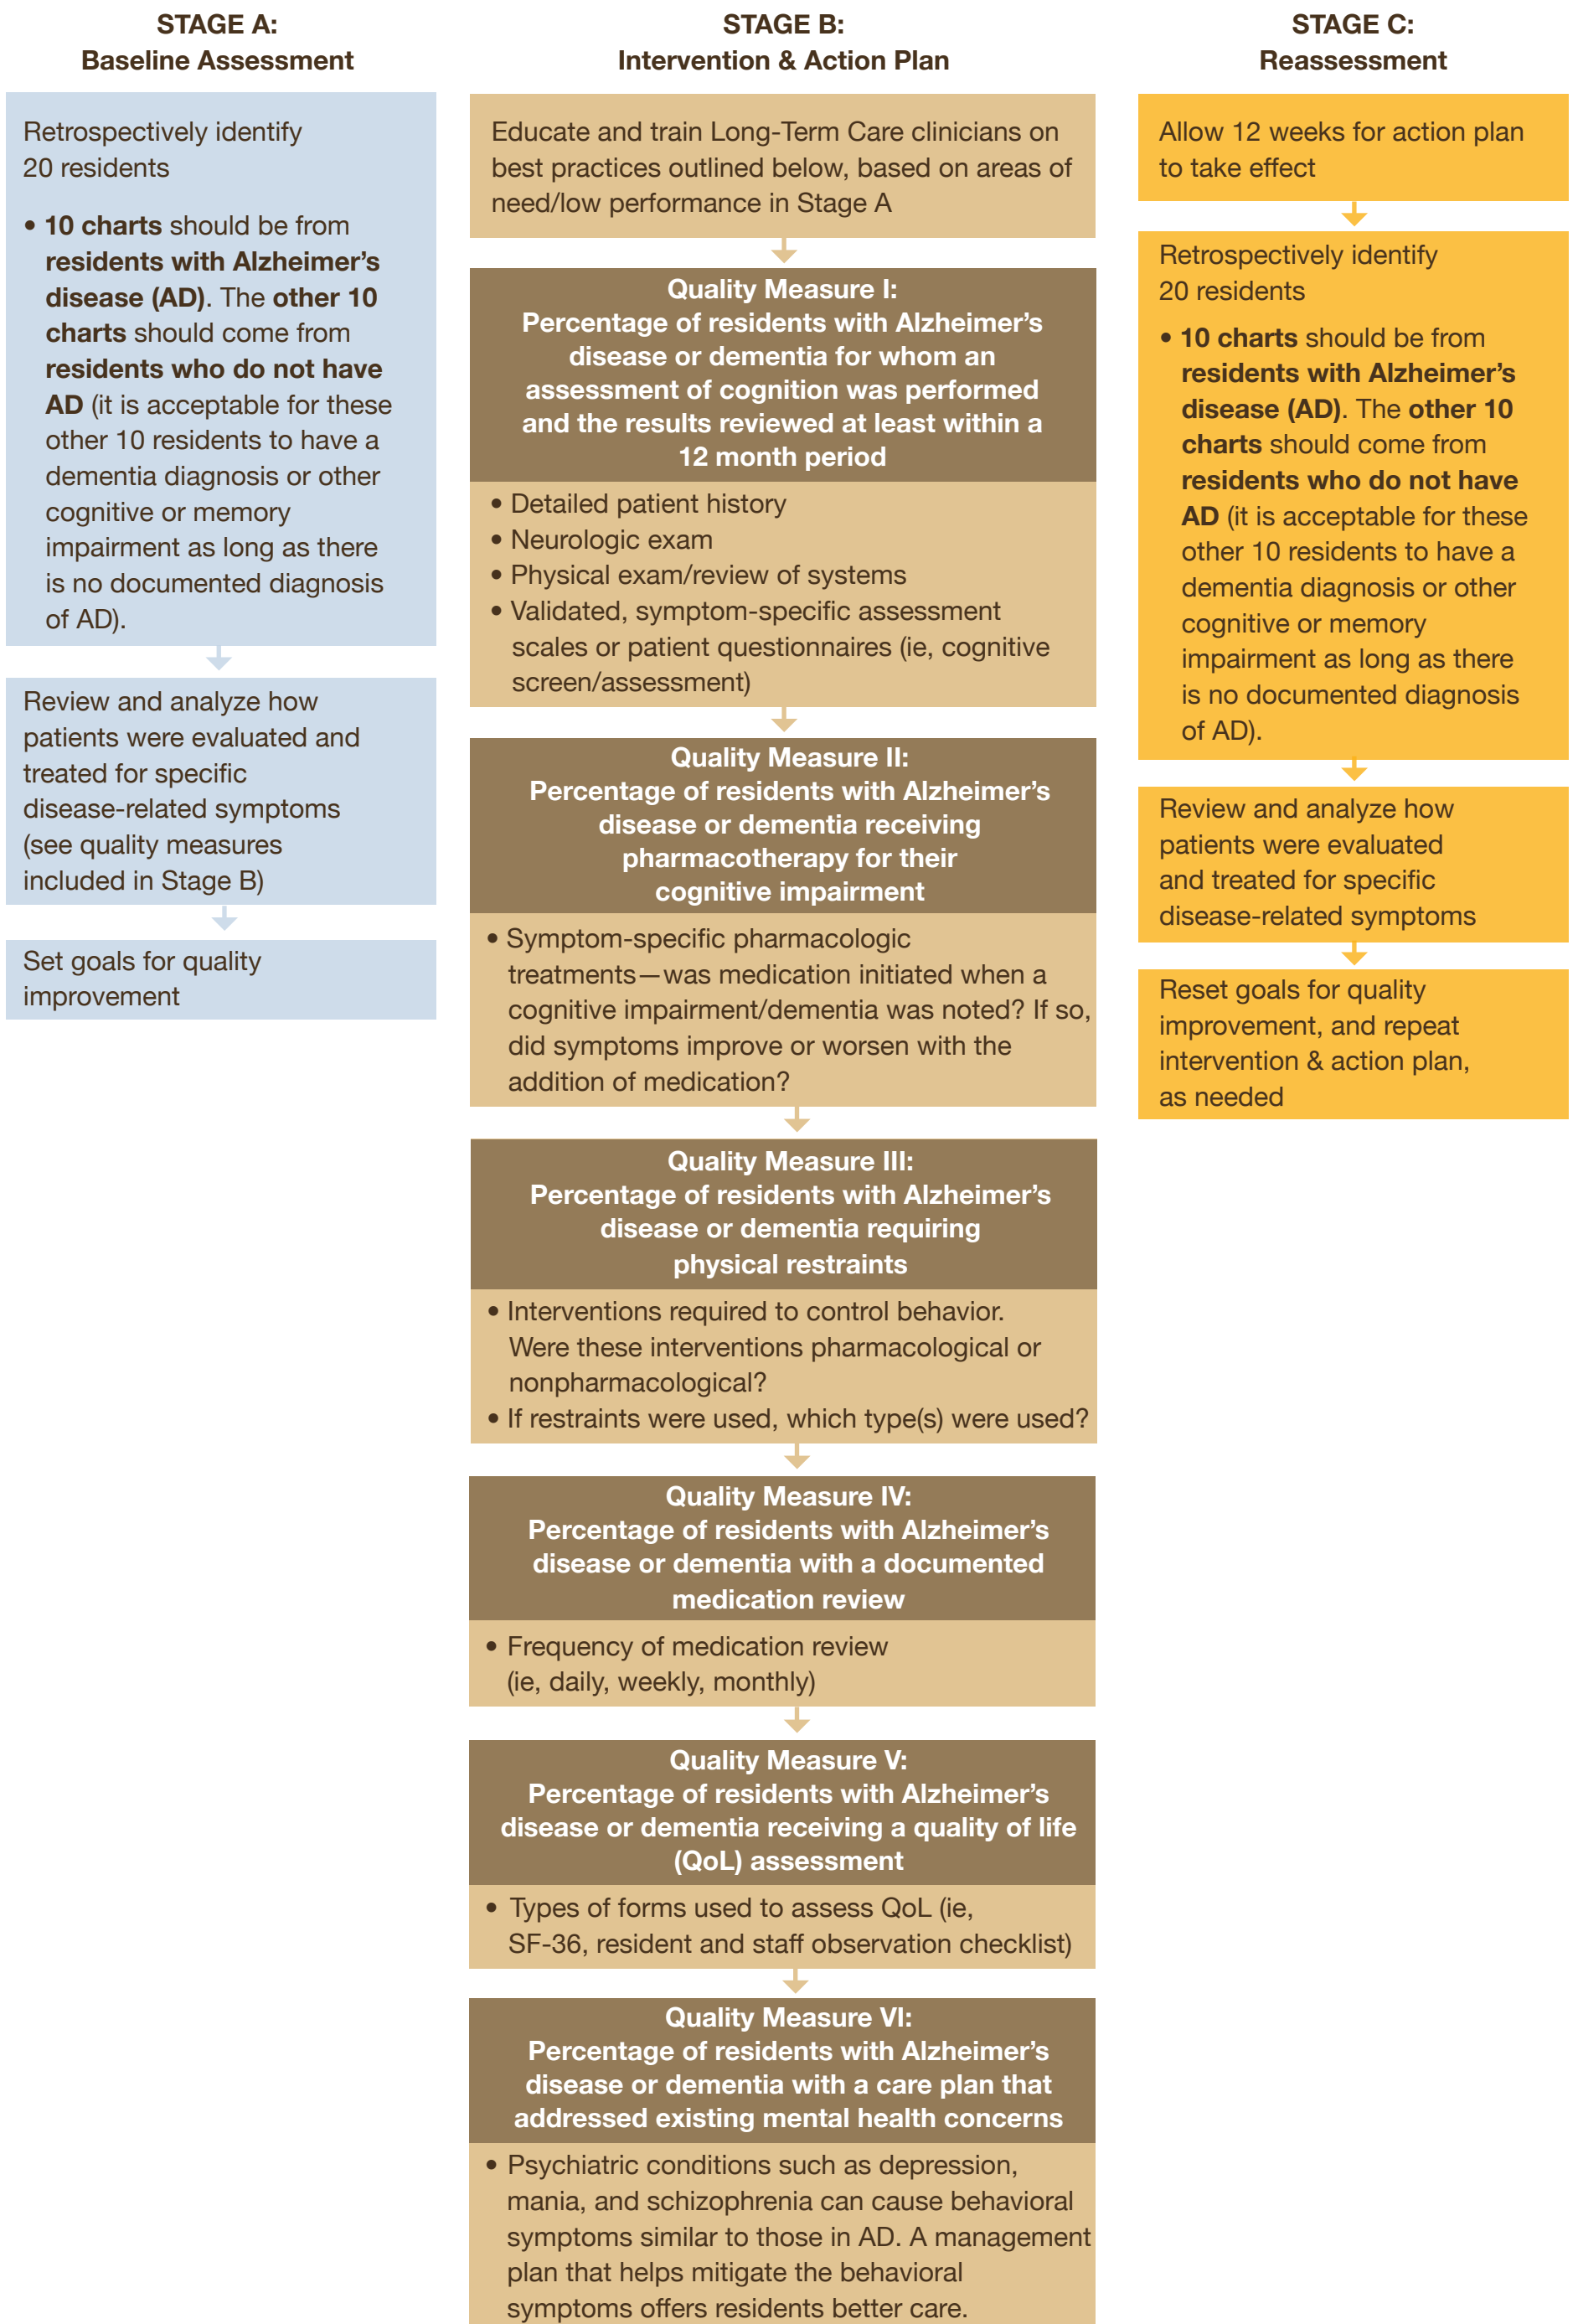 STAGE A:
Baseline Assessment
Retrospectively identify
20 residents
• 10 charts should be from
residents with Alzheimer's
disease (AD). The other 10
charts should come from
residents who do not have
AD (it is acceptable for these
other 10 residents to have a
dementia diagnosis or other
cognitive or memory
impairment as long as there
is no documented diagnosis
of AD).
Review and analyze how
patients were evaluated and
treated for specific
disease-related symptoms
(see quality measures
included in Stage B)
Set goals for quality
improvement
STAGE B:
Intervention & Action Plan
Educate and train Long-Term Care clinicians on
best practices outlined below, based on areas of
need/low performance in Stage A
Quality Measure I:
Percentage of residents with Alzheimer's
disease or dementia for whom an
assessment of cognition was performed
and the results reviewed at least within a
12 month period
• Detailed patient history
• Neurologic exam
• Physical exam/review of systems
• Validated, symptom-specific assessment
scales or patient questionnaires (ie, cognitive
screen/assessment)
Quality Measure II:
Percentage of residents with Alzheimer's
disease or dementia receiving
pharmacotherapy for their
cognitive impairment
• Symptom-specific pharmacologic
treatments—was medication initiated when a
cognitive impairment/dementia was noted? If so,
did symptoms improve or worsen with the
addition of medication?
Quality Measure III:
Percentage of residents with Alzheimer's
disease or dementia requiring
physical restraints
• Interventions required to control behavior.
Were these interventions pharmacological or
nonpharmacological?
• If restraints were used, which type(s) were used?
Quality Measure IV:
Percentage of residents with Alzheimer's
disease or dementia with a documented
medication review
• Frequency of medication review
(ie, daily, weekly, monthly)
Quality Measure V:
Percentage of residents with Alzheimer's
disease or dementia receiving a quality of life
(QoL) assessment
• Types of forms used to assess QoL (ie,
SF-36, resident and staff observation checklist)
Quality Measure VI:
Percentage of residents with Alzheimer's
disease or dementia with a care plan that
addressed existing mental health concerns
• Psychiatric conditions such as depression,
mania, and schizophrenia can cause behavioral
symptoms similar to those in AD. A management
plan that helps mitigate the behavioral
symptoms offers residents better care.
STAGE C:
Reassessment
Allow 12 weeks for action plan
to take effect
Retrospectively identify
20 residents
• 10 charts should be from
residents with Alzheimer's
disease (AD). The other 10
charts should come from
residents who do not have
AD (it is acceptable for these
other 10 residents to have a
dementia diagnosis or other
cognitive or memory
impairment as long as there
is no documented diagnosis
of AD).
Review and analyze how
patients were evaluated
and treated for specific
disease-related symptoms
Reset goals for quality
improvement, and repeat
intervention & action plan,
as needed